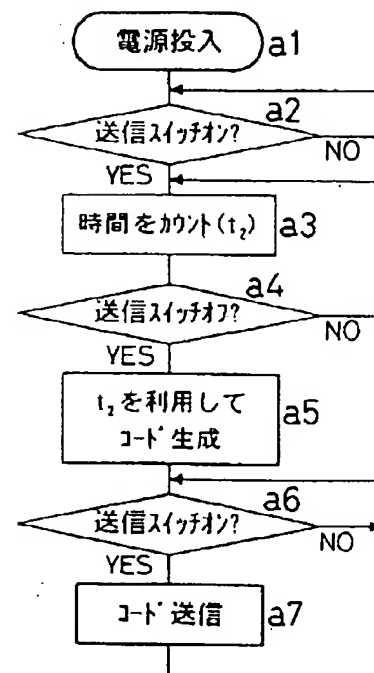 電源投入 a1
送信スイッチオン? a2
NO
YES
時間をカウント(t₂) a3
送信スイッチオフ? a4
NO
YES
t₂を利用して
コード生成 a5
送信スイッチオン? a6
NO
YES
コード送信 a7